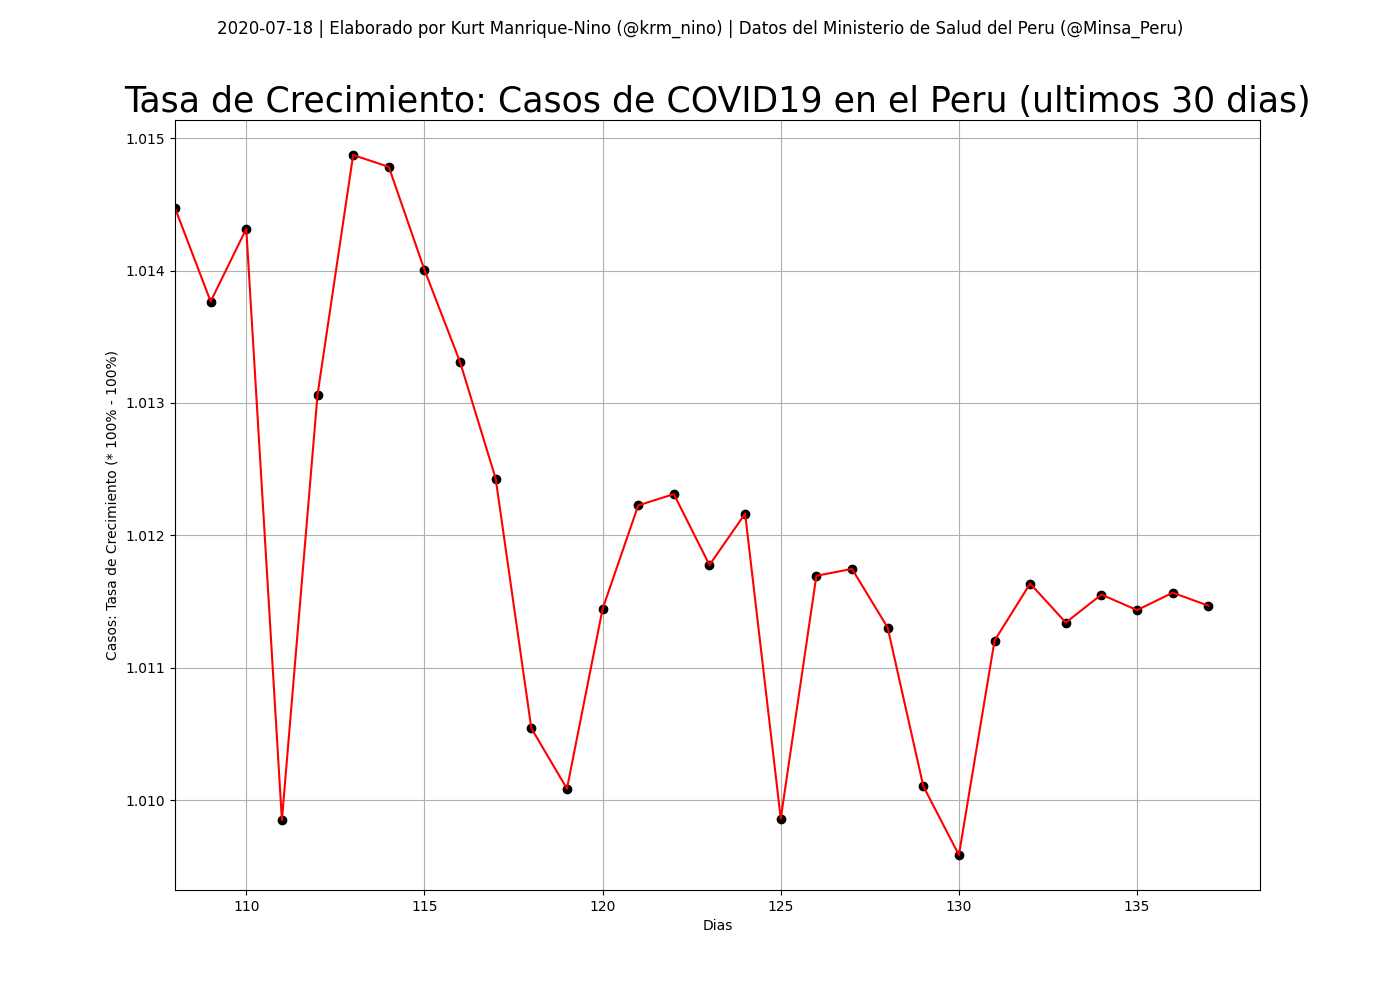 2020-07-18 | Elaborado por Kurt Manrique-Nino (@krm_nino) | Datos del Ministerio de Salud del Peru (@Minsa_Peru)
Tasa de Crecimiento: Casos de COVID19 en el Peru (ultimos 30 dias)
Casos: Tasa de Crecimiento (* 100% - 100%)
1.015
1.014
1.013
1.012
1.011
1.010
110 115 120 125 130 135
Dias